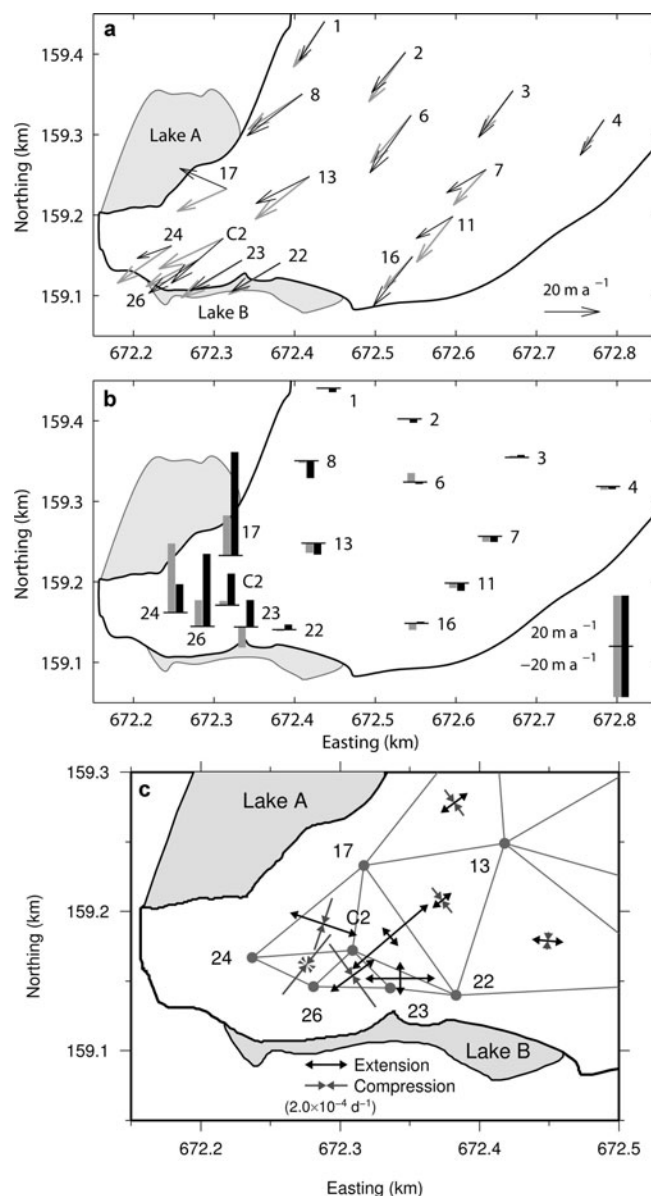 a
1
2
3
4
8
6
Lake A
17
13
7
24
C2
23
22
11
16
26
Lake B
20 m a⁻¹
159.4
159.3
159.2
159.1
Northing (km)
672.2 672.3 672.4 672.5 672.6 672.7 672.8
b
1
2
3
4
8
6
17
13
7
C2
11
24
26
23
22
16
20 m a⁻¹
−20 m a⁻¹
159.4
159.3
159.2
159.1
Northing (km)
672.2 672.3 672.4 672.5 672.6 672.7 672.8
Easting (km)
c
Lake A
17
13
C2
24
26
23
22
Lake B
Extension
Compression
(2.0×10⁻⁴ d⁻¹)
159.3
159.2
159.1
Northing (km)
672.2 672.3 672.4 672.5
Easting (km)